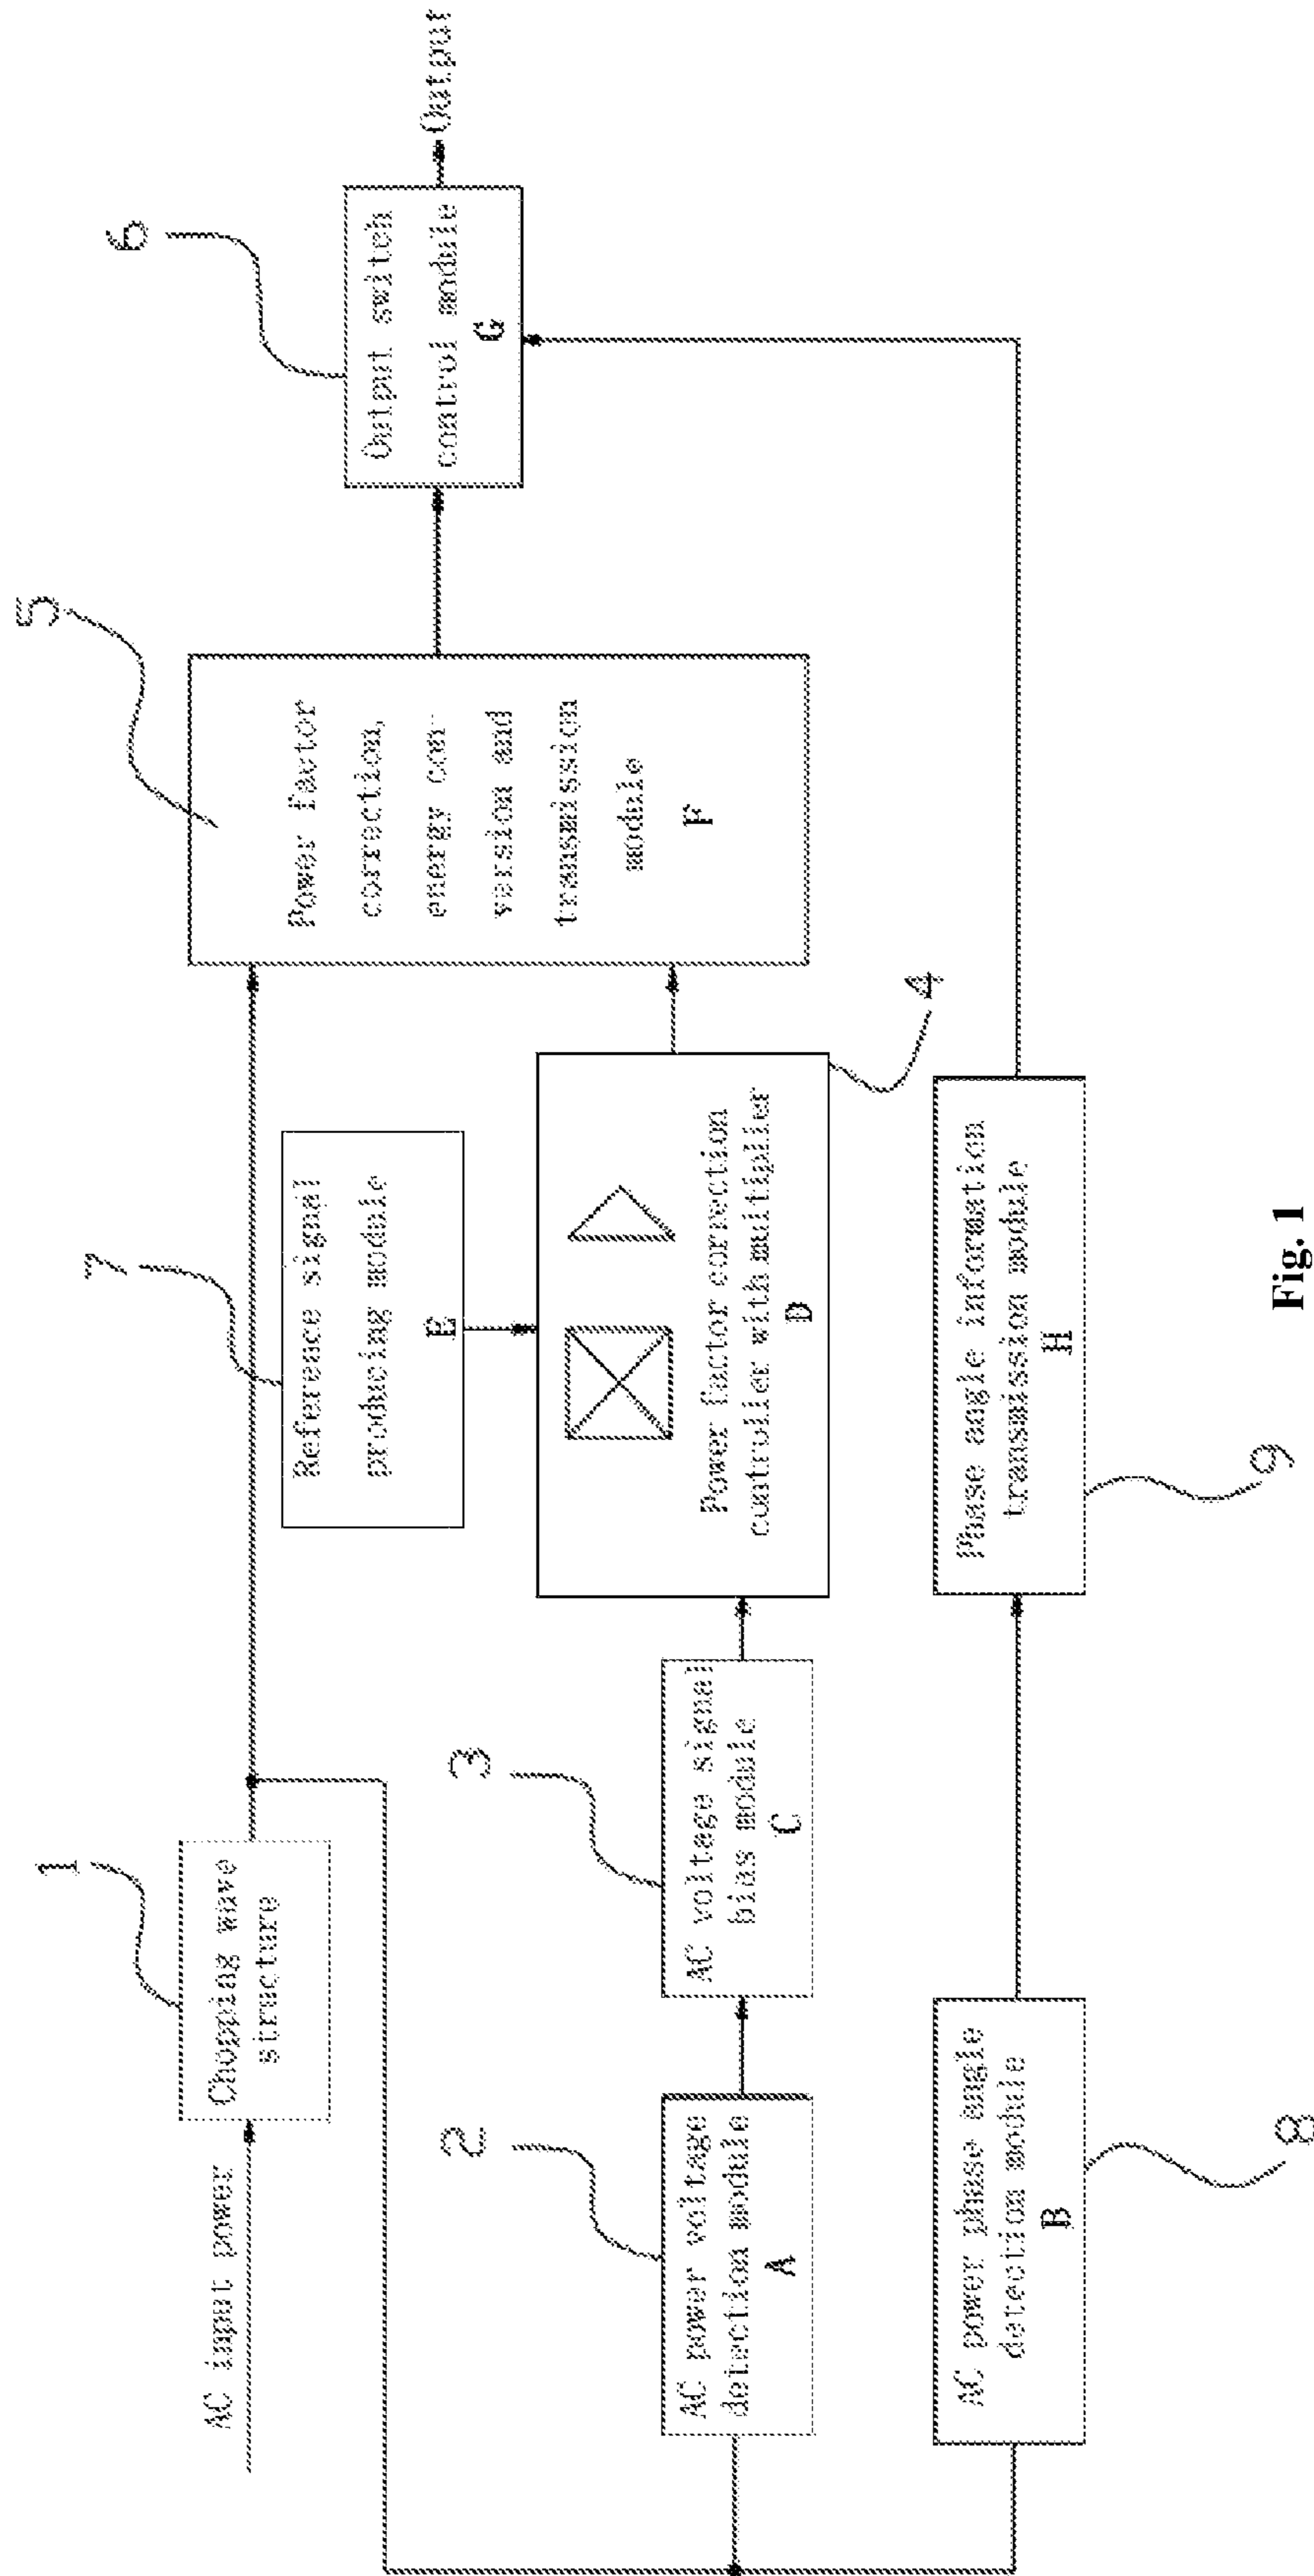 AC input power
1
Chopping wave
structure
5
Power factor
correction,
energy con-
version and
transmission
module
F
6
Output switch
control module
G
Output
7
Reference signal
producing module
E
2
AC power voltage
detection module
A
3
AC voltage signal
bias module
C
Power factor correction
controller with multiplier
D
4
AC power phase angle
detection module
B
8
Phase angle information
transmission module
H
9
Fig. 1